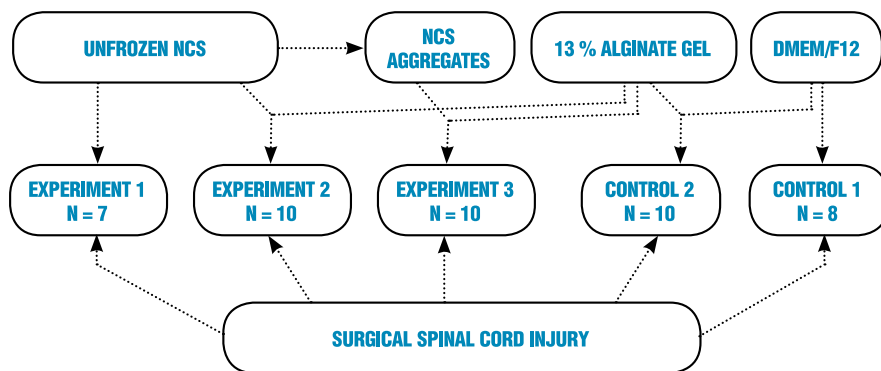 UNFROZEN NCS
NCS
AGGREGATES
13 % ALGINATE GEL
DMEM/F12
EXPERIMENT 1
N = 7
EXPERIMENT 2
N = 10
EXPERIMENT 3
N = 10
CONTROL 2
N = 10
CONTROL 1
N = 8
SURGICAL SPINAL CORD INJURY